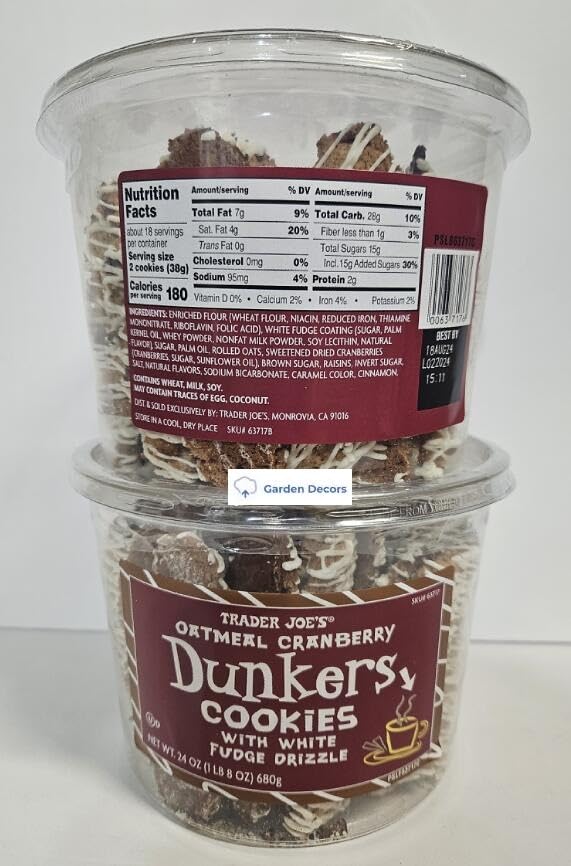 Nutrition
Facts
about 18 servings
per container
Serving size
2 cookies (38g)
Calories
per serving 180
Amount/serving % DV
Total Fat 7g 9%
Sat. Fat 4g 20%
Trans Fat 0g
Cholesterol 0mg 0%
Sodium 95mg 4%
Amount/serving % DV
Total Carb. 28g 10%
Fiber less than 1g 3%
Total Sugars 15g
Incl. 15g Added Sugars 30%
Protein 2g
Vitamin D 0% • Calcium 2% • Iron 4% • Potassium 2%
INGREDIENTS: ENRICHED FLOUR (WHEAT FLOUR, NIACIN, REDUCED IRON, THIAMINE
MONONITRATE, RIBOFLAVIN, FOLIC ACID), WHITE FUDGE COATING (SUGAR, PALM
KERNEL OIL, WHEY POWDER, NONFAT MILK POWDER, SOY LECITHIN, NATURAL
FLAVOR), SUGAR, PALM OIL, ROLLED OATS, SWEETENED DRIED CRANBERRIES
(CRANBERRIES, SUGAR, SUNFLOWER OIL), BROWN SUGAR, RAISINS, INVERT SUGAR,
SALT, NATURAL FLAVORS, SODIUM BICARBONATE, CARAMEL COLOR, CINNAMON.
CONTAINS WHEAT, MILK, SOY.
MAY CONTAIN TRACES OF EGG, COCONUT.
DIST. & SOLD EXCLUSIVELY BY: TRADER JOE'S, MONROVIA, CA 91016
STORE IN A COOL, DRY PLACE SKU# 63717B
BEST BY
18AUG24
L022024
15:11
Garden Decors
SKU# 63717
TRADER JOE'S®
OATMEAL CRANBERRY
Dunkers
COOKIES
WITH WHITE
FUDGE DRIZZLE
UD
NET WT. 24 OZ (1 LB 8 OZ) 680g